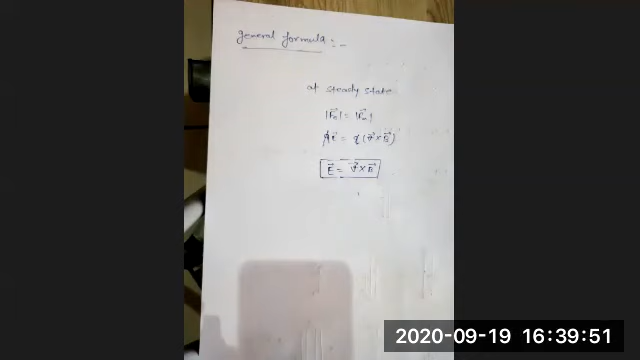 general formula :-
at steady state
|F⃗e| = |F⃗m|
qE⃗ = q(v⃗×B⃗)
E⃗ = v⃗×B⃗
2020-09-19 16:39:51